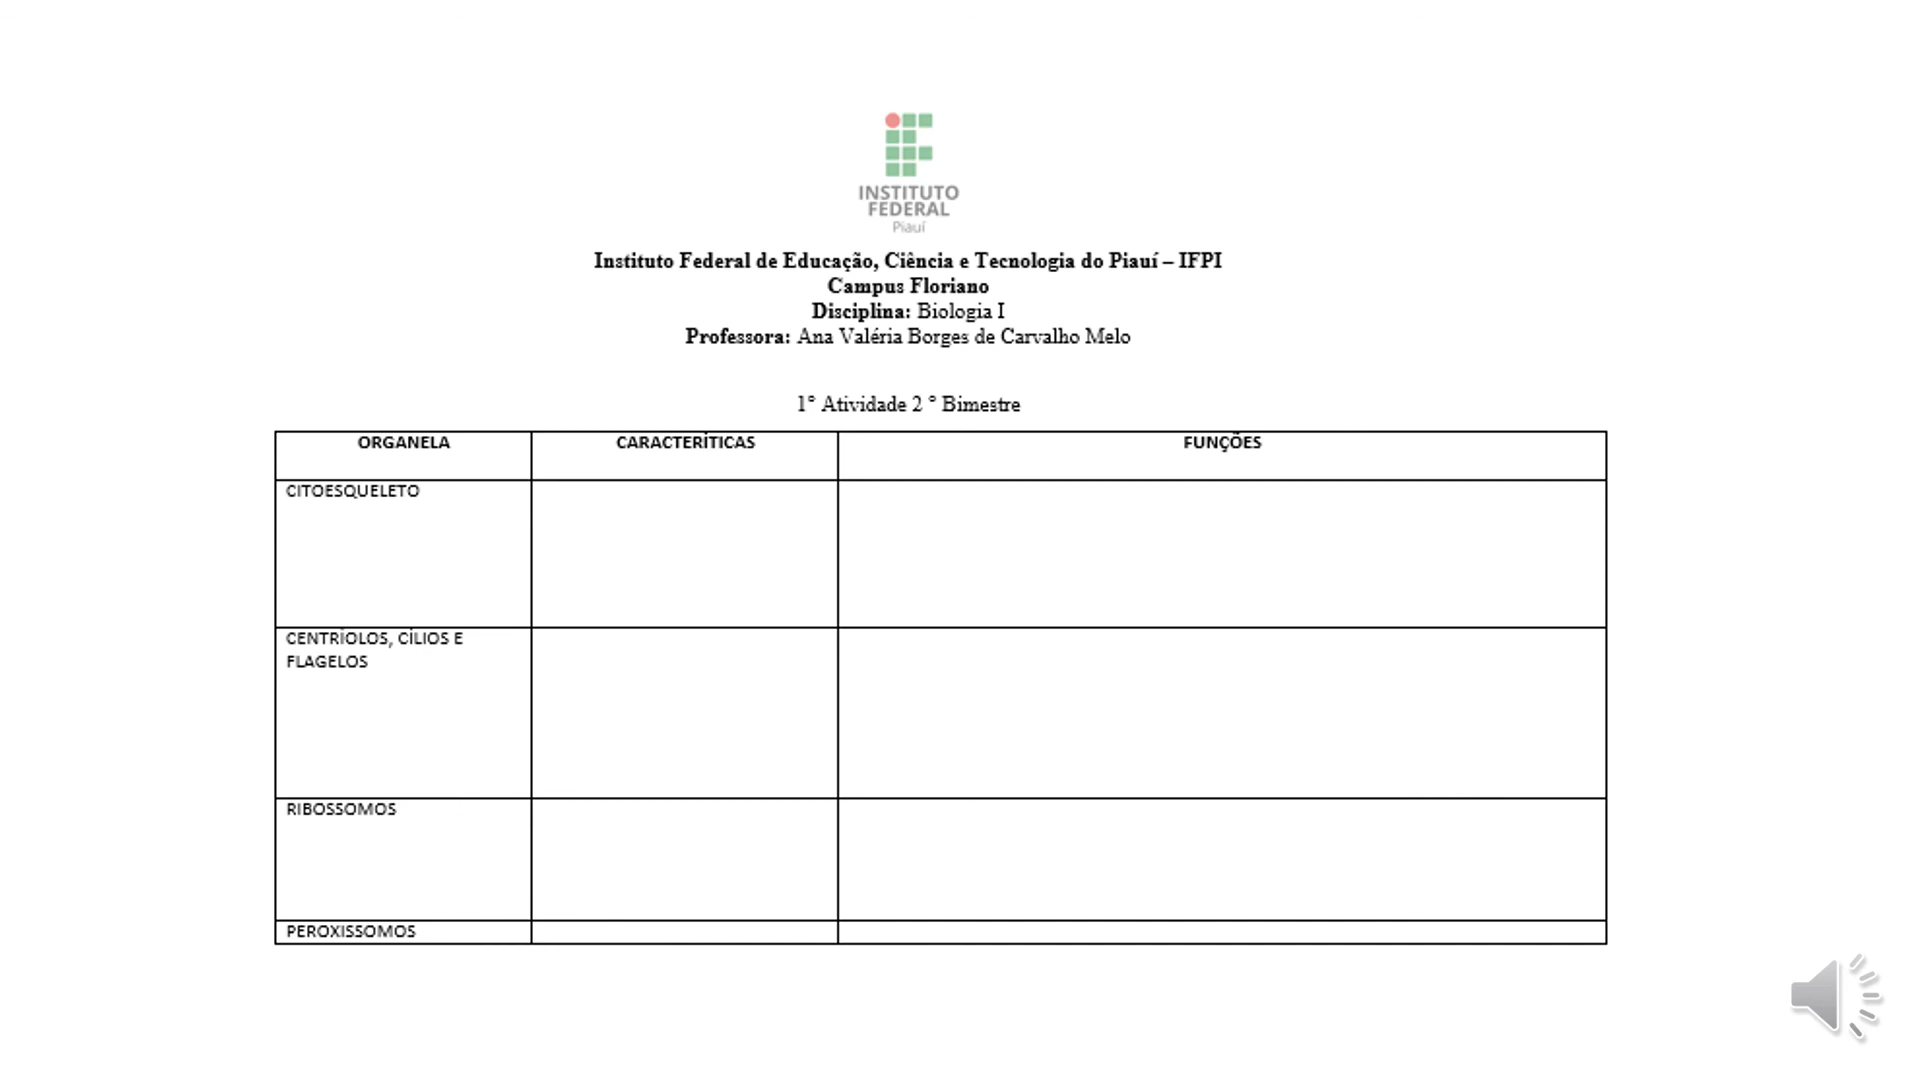 INSTITUTO
FEDERAL
Piauí
Instituto Federal de Educação, Ciência e Tecnologia do Piauí – IFPI
Campus Floriano
Disciplina: Biologia I
Professora: Ana Valéria Borges de Carvalho Melo
1° Atividade 2 ° Bimestre
ORGANELA CARACTERÍTICAS FUNÇÕES
CITOESQUELETO
CENTRÍOLOS, CÍLIOS E
FLAGELOS
RIBOSSOMOS
PEROXISSOMOS